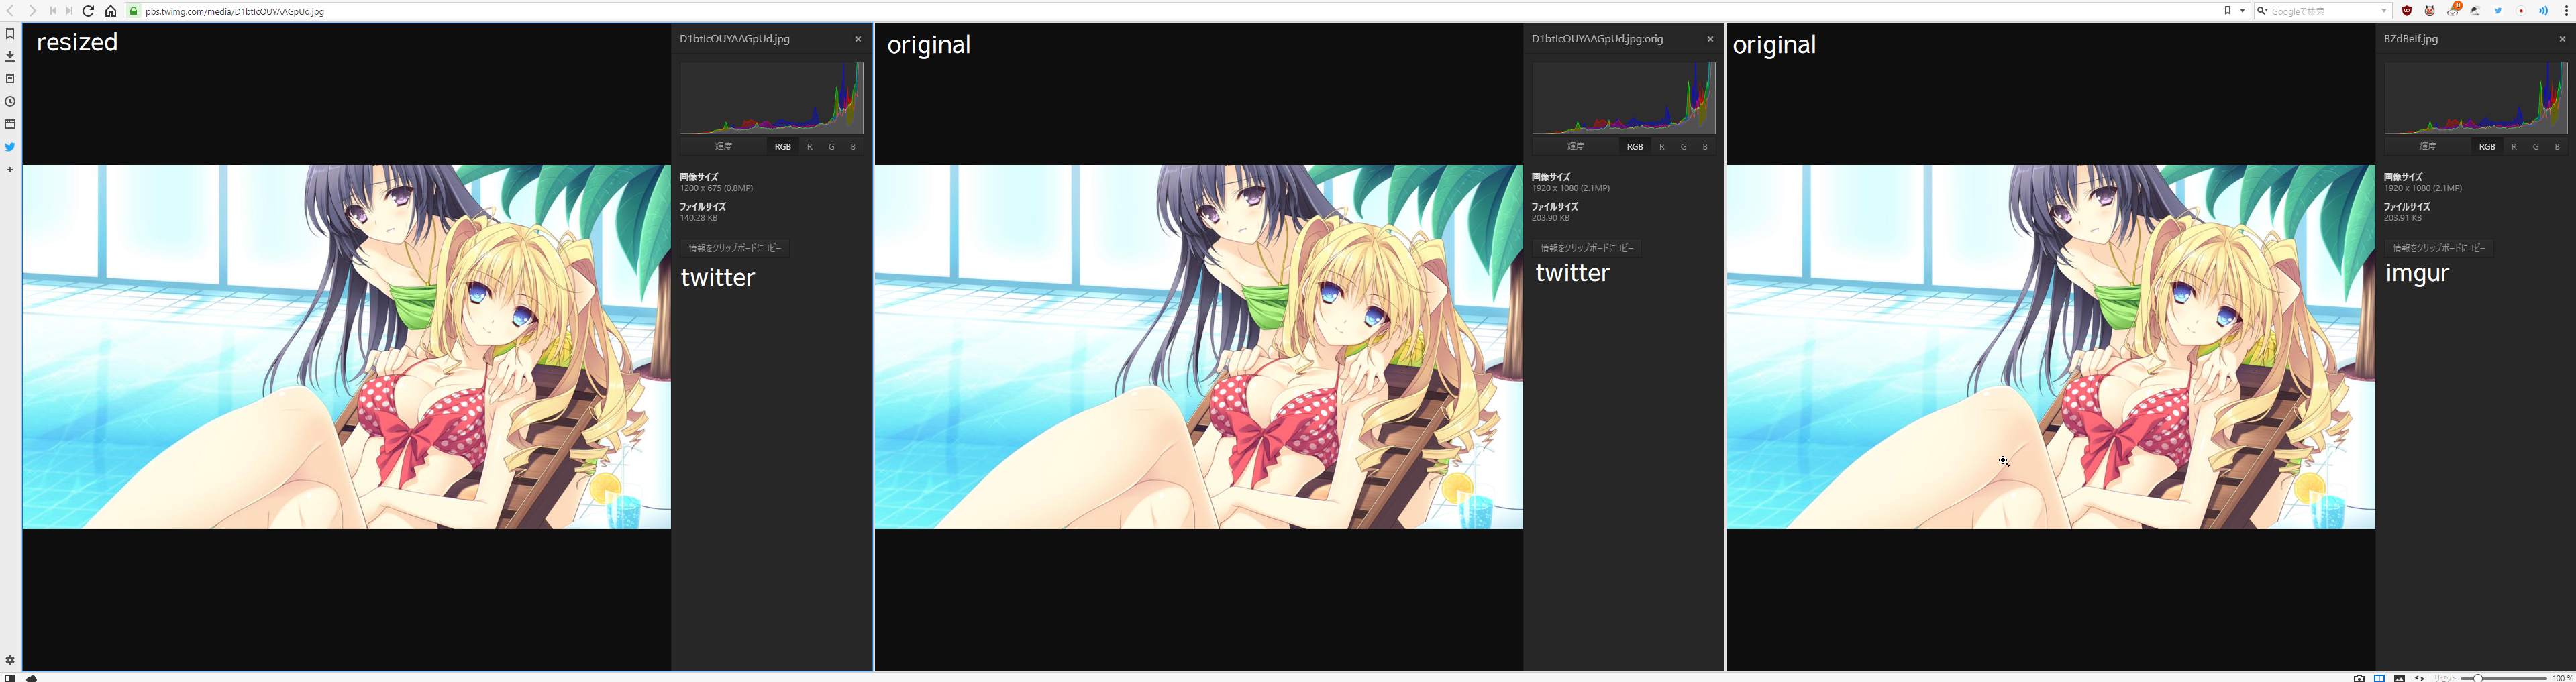 pbs.twimg.com/media/D1btIcOUYAAGpUd.jpg
Googleで検索
resized
D1btIcOUYAAGpUd.jpg
輝度 RGB R G B
画像サイズ
1200 x 675 (0.8MP)
ファイルサイズ
140.28 KB
情報をクリップボードにコピー
twitter
original
D1btIcOUYAAGpUd.jpg:orig
輝度 RGB R G B
画像サイズ
1920 x 1080 (2.1MP)
ファイルサイズ
203.90 KB
情報をクリップボードにコピー
twitter
original
BZdBeIf.jpg
輝度 RGB R G B
画像サイズ
1920 x 1080 (2.1MP)
ファイルサイズ
203.91 KB
情報をクリップボードにコピー
imgur
リセット 100 %